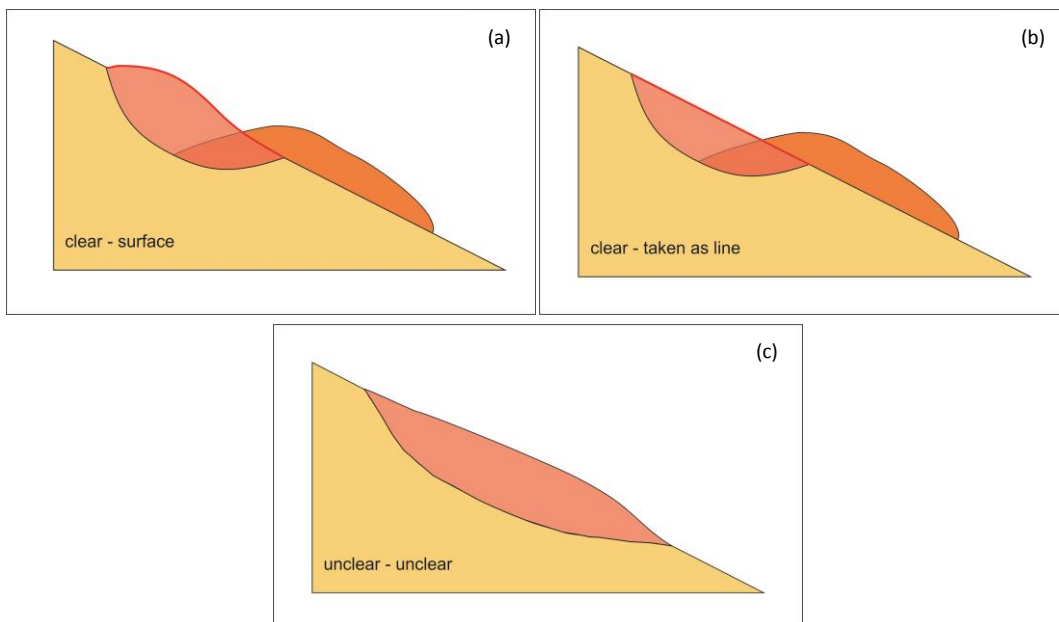 (a)
clear - surface
(b)
clear - taken as line
(c)
unclear - unclear